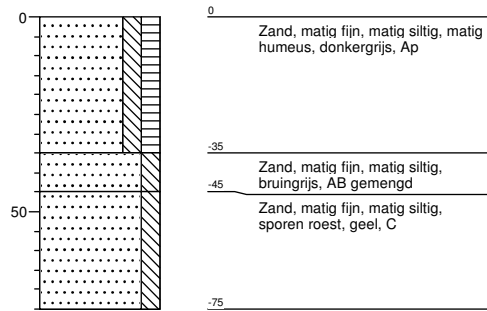 0
0
Zand, matig fijn, matig siltig, matig
humeus, donkergrijs, Ap
-35
Zand, matig fijn, matig siltig,
bruingrijs, AB gemengd
-45
50
Zand, matig fijn, matig siltig,
sporen roest, geel, C
-75